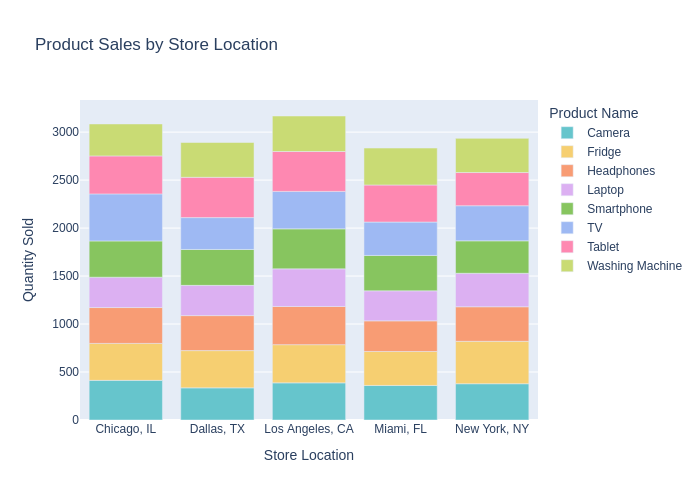 Product Sales by Store Location
Product Name
Camera
Fridge
Headphones
Laptop
Smartphone
TV
Tablet
Washing Machine
Quantity Sold
3000
2500
2000
1500
1000
500
0
Chicago, IL
Dallas, TX
Los Angeles, CA
Miami, FL
New York, NY
Store Location